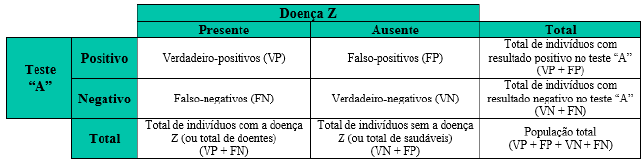 Doença Z
Presente
Ausente
Total
Teste
“A”
Positivo
Verdadeiro-positivos (VP)
Falso-positivos (FP)
Total de indivíduos com
resultado positivo no teste “A”
(VP + FP)
Negativo
Falso-negativos (FN)
Verdadeiro-negativos (VN)
Total de indivíduos com
resultado negativo no teste “A”
(VN + FN)
Total
Total de indivíduos com a doença
Z (ou total de doentes)
(VP + FN)
Total de indivíduos sem a doença
Z (ou total de saudáveis)
(VN + FP)
População total
(VP + FP + VN + FN)